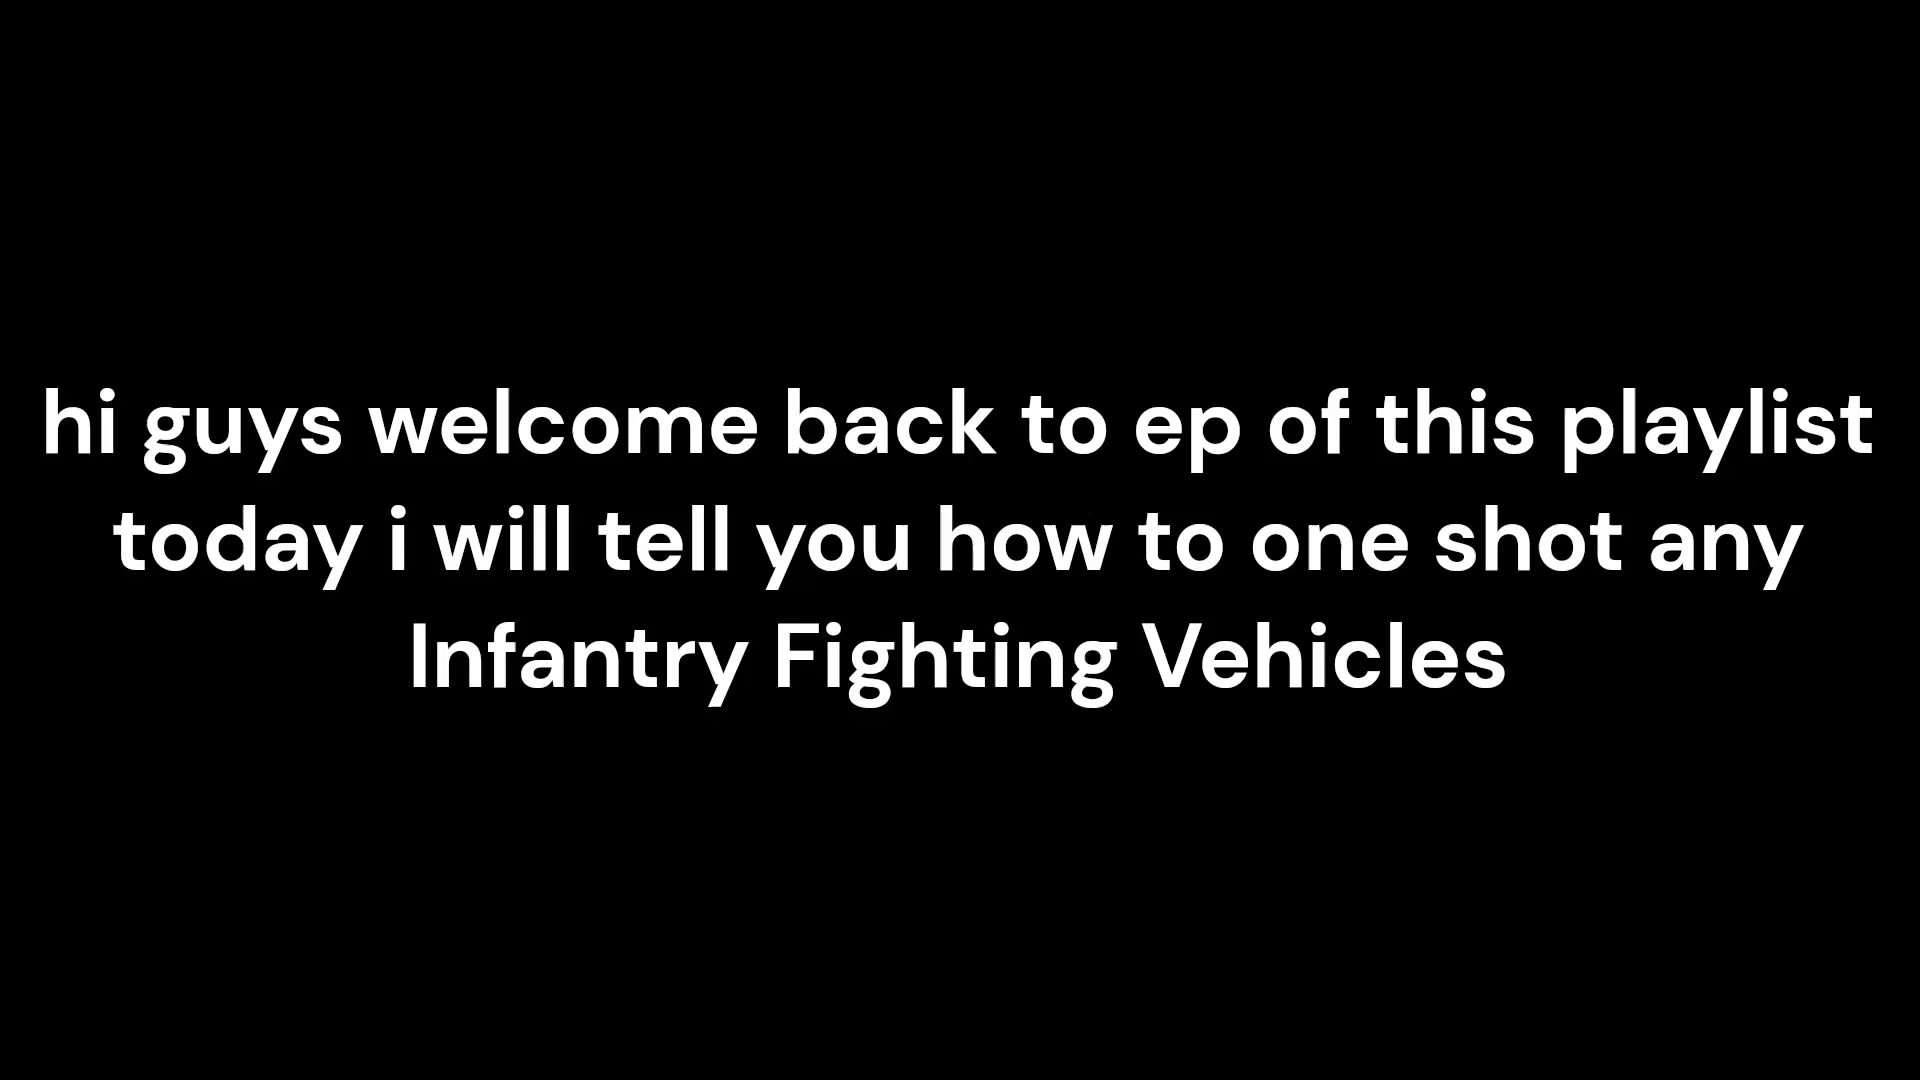 hi guys welcome back to ep of this playlist
today i will tell you how to one shot any
Infantry Fighting Vehicles